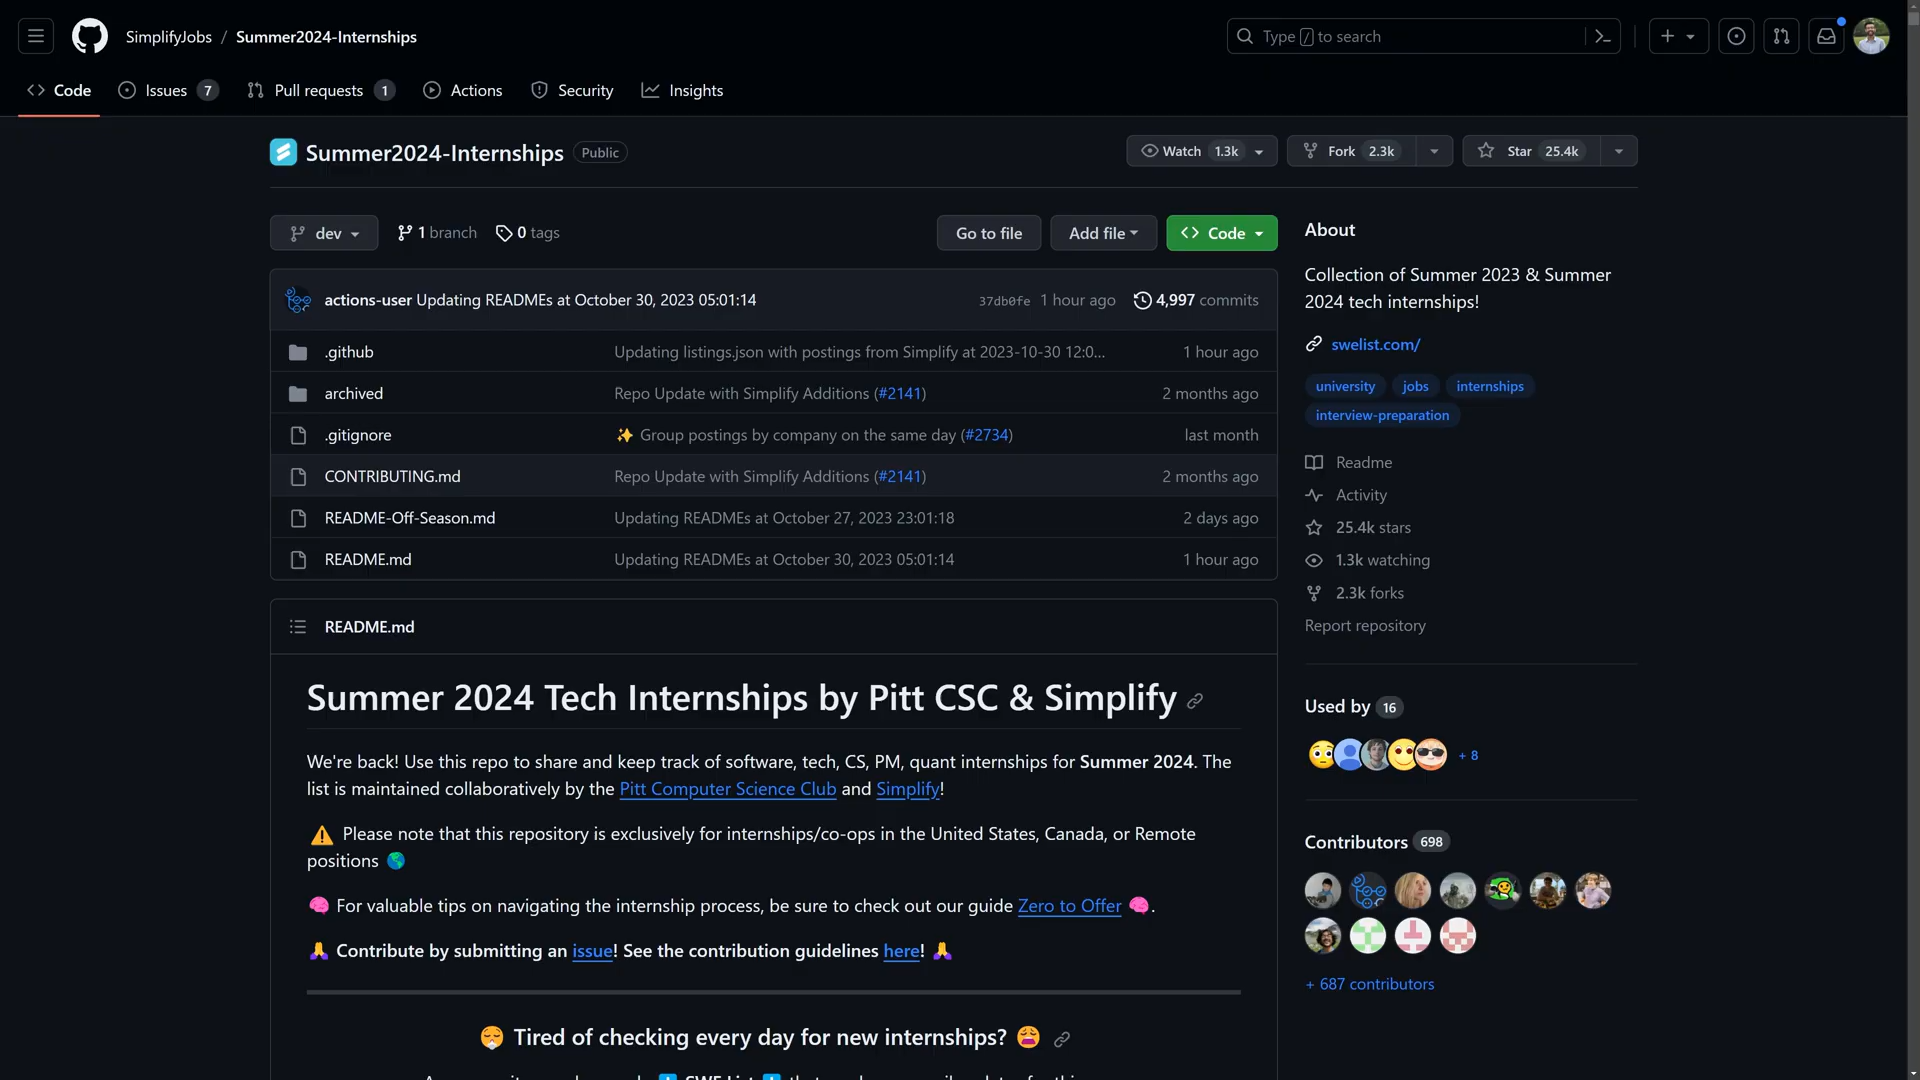 SimplifyJobs / Summer2024-Internships
Type / to search
Code
Issues 7
Pull requests 1
Actions
Security
Insights
Summer2024-Internships Public
Watch 1.3k
Fork 2.3k
Star 25.4k
dev
1 branch
0 tags
Go to file
Add file
Code
actions-user Updating READMEs at October 30, 2023 05:01:14 37db0fe 1 hour ago 4,997 commits
.github Updating listings.json with postings from Simplify at 2023-10-30 12:0... 1 hour ago
archived Repo Update with Simplify Additions (#2141) 2 months ago
.gitignore ✨ Group postings by company on the same day (#2734) last month
CONTRIBUTING.md Repo Update with Simplify Additions (#2141) 2 months ago
README-Off-Season.md Updating READMEs at October 27, 2023 23:01:18 2 days ago
README.md Updating READMEs at October 30, 2023 05:01:14 1 hour ago
README.md
Summer 2024 Tech Internships by Pitt CSC & Simplify
We're back! Use this repo to share and keep track of software, tech, CS, PM, quant internships for Summer 2024. The
list is maintained collaboratively by the Pitt Computer Science Club and Simplify!
⚠️ Please note that this repository is exclusively for internships/co-ops in the United States, Canada, or Remote
positions 🌎
🧠 For valuable tips on navigating the internship process, be sure to check out our guide Zero to Offer 🧠.
🙏 Contribute by submitting an issue! See the contribution guidelines here! 🙏
Tired of checking every day for new internships?
About
Collection of Summer 2023 & Summer
2024 tech internships!
swelist.com/
university jobs internships
interview-preparation
Readme
Activity
25.4k stars
1.3k watching
2.3k forks
Report repository
Used by 16
+ 8
Contributors 698
+ 687 contributors